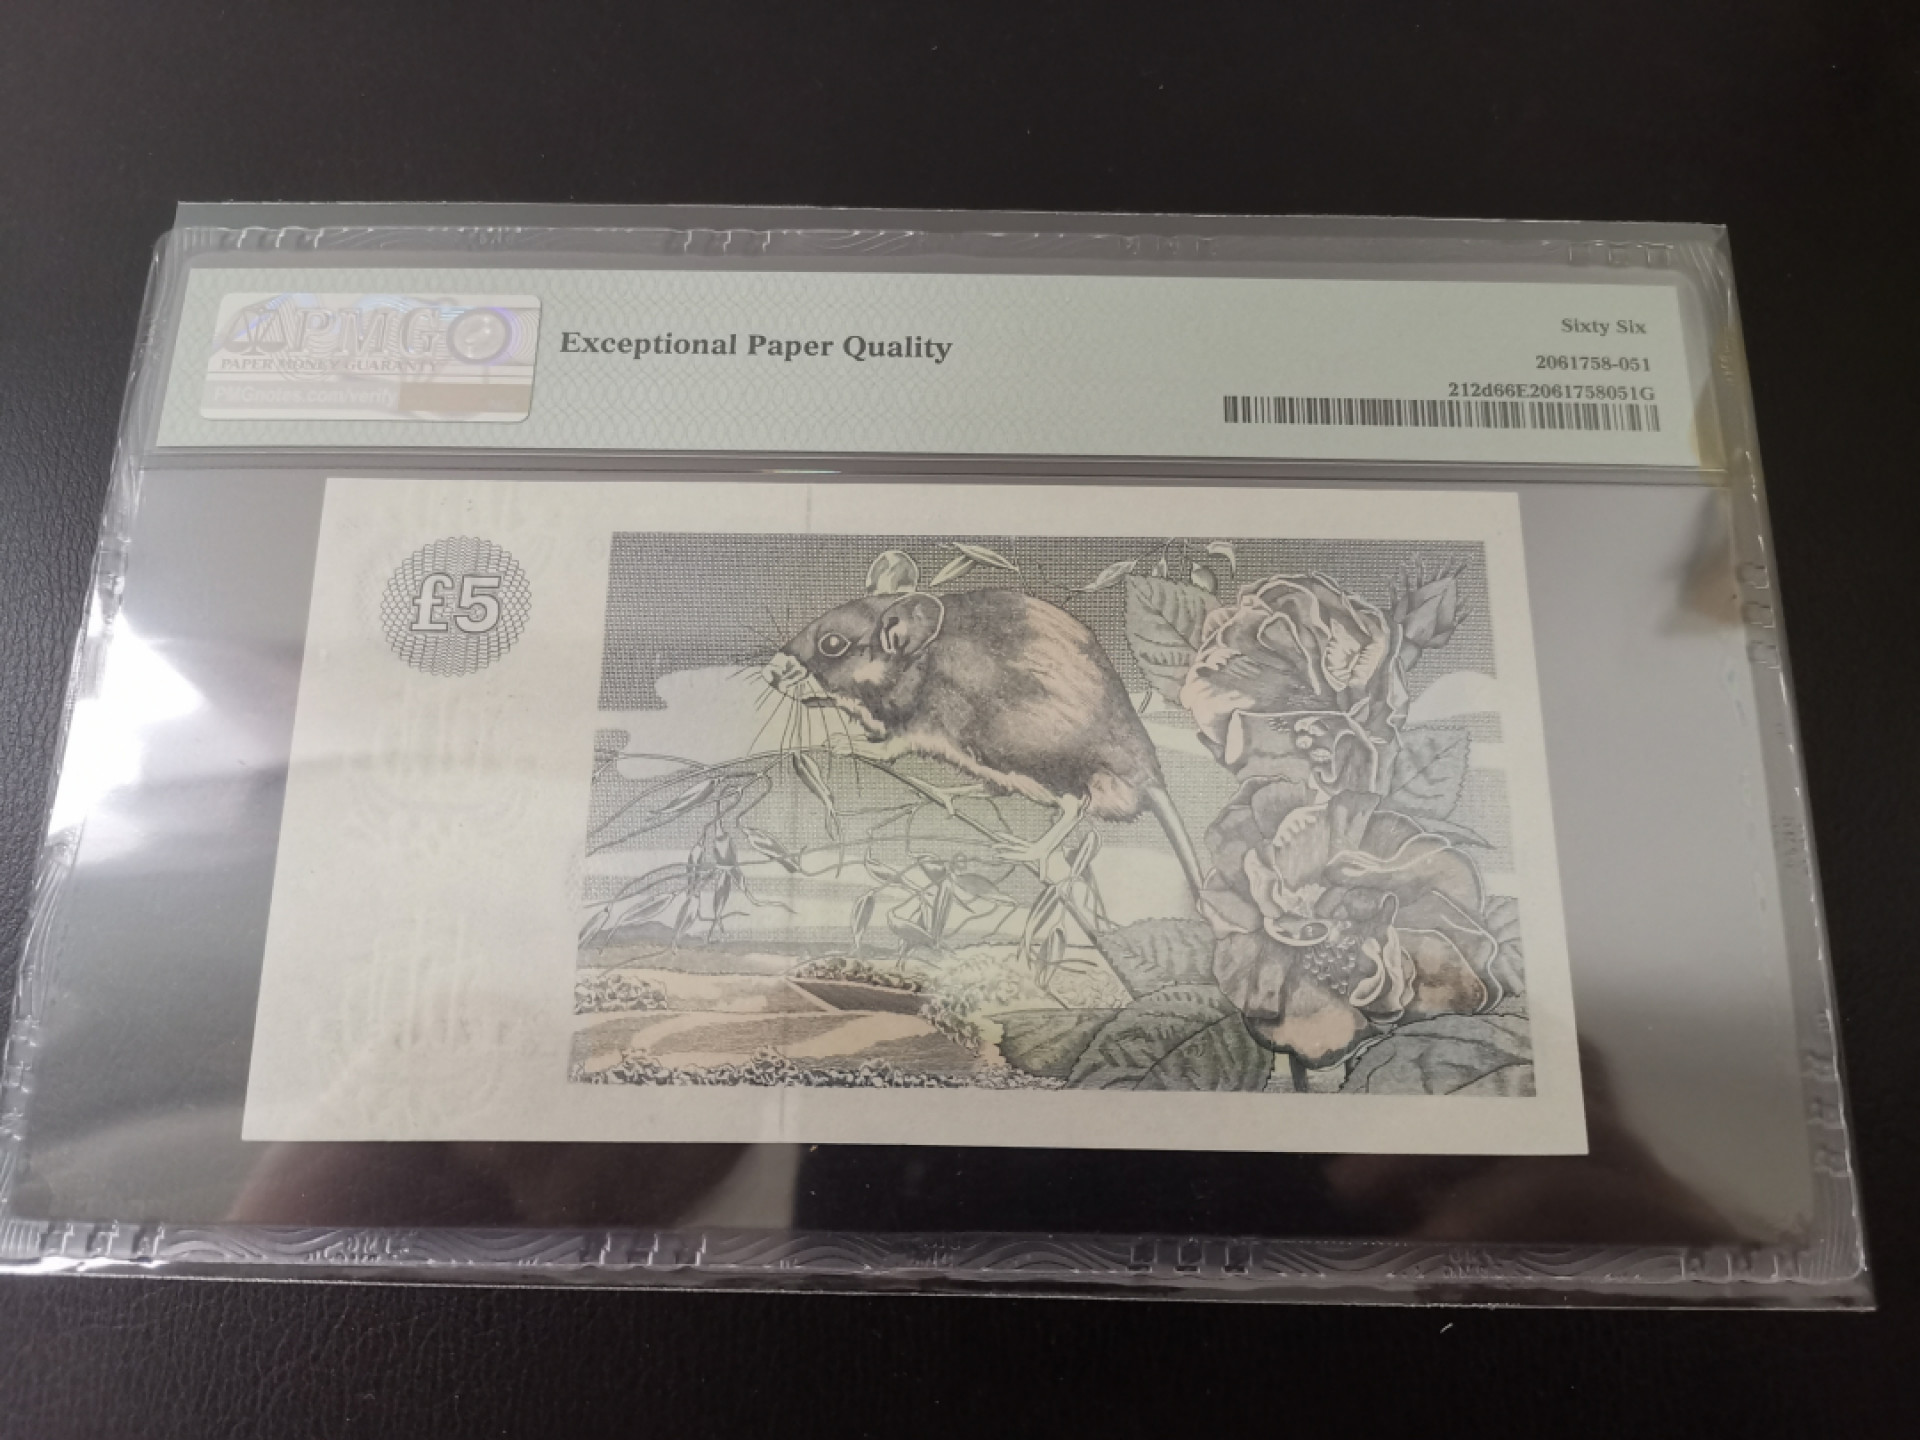 PMG
PAPER MONEY GUARANTY
PMGnotes.com/verify
Exceptional Paper Quality
Sixty Six
2061758-051
212d66E2061758051G
£5